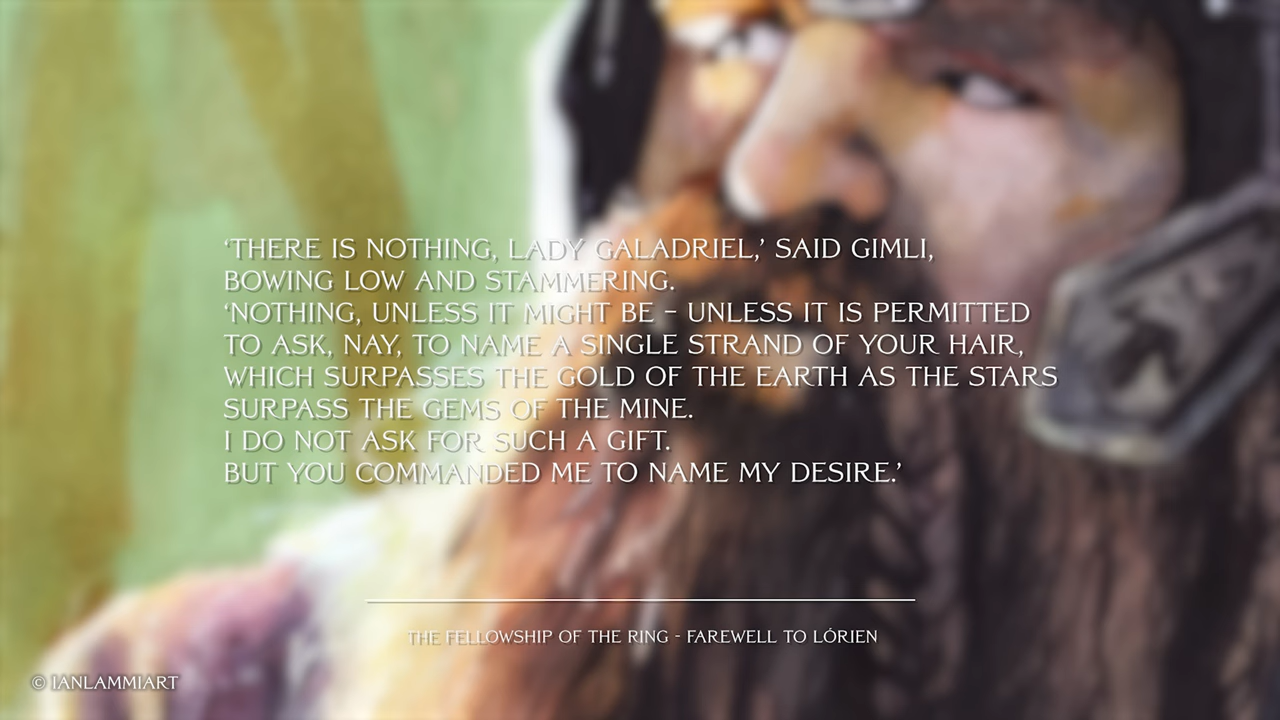 ‘THERE IS NOTHING, LADY GALADRIEL,’ SAID GIMLI,
BOWING LOW AND STAMMERING.
‘NOTHING, UNLESS IT MIGHT BE – UNLESS IT IS PERMITTED
TO ASK, NAY, TO NAME A SINGLE STRAND OF YOUR HAIR,
WHICH SURPASSES THE GOLD OF THE EARTH AS THE STARS
SURPASS THE GEMS OF THE MINE.
I DO NOT ASK FOR SUCH A GIFT.
BUT YOU COMMANDED ME TO NAME MY DESIRE.’
THE FELLOWSHIP OF THE RING - FAREWELL TO LÓRIEN
© IANLAMMIART